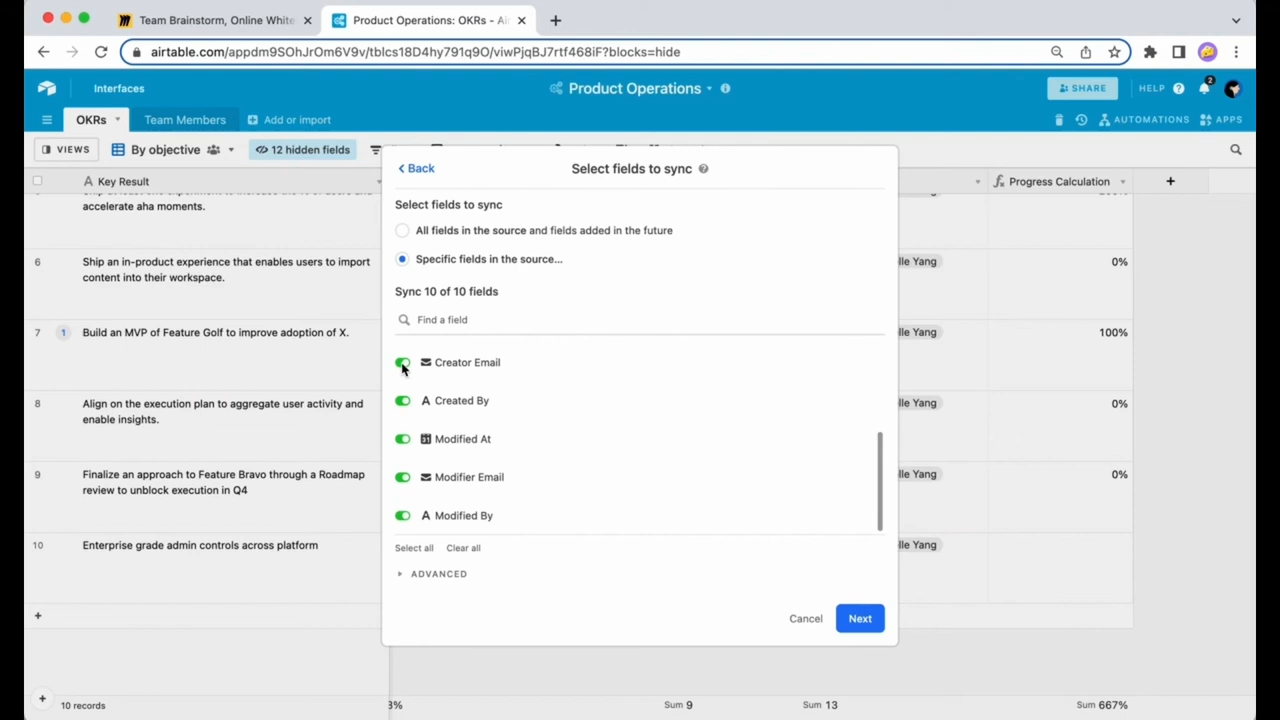 Team Brainstorm, Online White
Product Operations: OKRs - Ai
airtable.com/appdm9SOhJrOm6V9v/tblcs18D4hy791q9O/viwPjqBJ7rtf468iF?blocks=hide
Interfaces
Product Operations
SHARE
HELP
2
OKRs
Team Members
Add or import
AUTOMATIONS
APPS
VIEWS
By objective
12 hidden fields
Back
Select fields to sync
Key Result
Progress Calculation
accelerate aha moments.
Select fields to sync
All fields in the source and fields added in the future
Specific fields in the source...
6
Ship an in-product experience that enables users to import
content into their workspace.
lle Yang
0%
Sync 10 of 10 fields
Find a field
7
1
Build an MVP of Feature Golf to improve adoption of X.
100%
Creator Email
Created By
8
Align on the execution plan to aggregate user activity and
enable insights.
lle Yang
0%
Modified At
9
Finalize an approach to Feature Bravo through a Roadmap
review to unblock execution in Q4
lle Yang
0%
Modifier Email
Modified By
10
Enterprise grade admin controls across platform
lle Yang
Select all
Clear all
ADVANCED
Cancel
Next
10 records
3%
Sum 9
Sum 13
Sum 667%